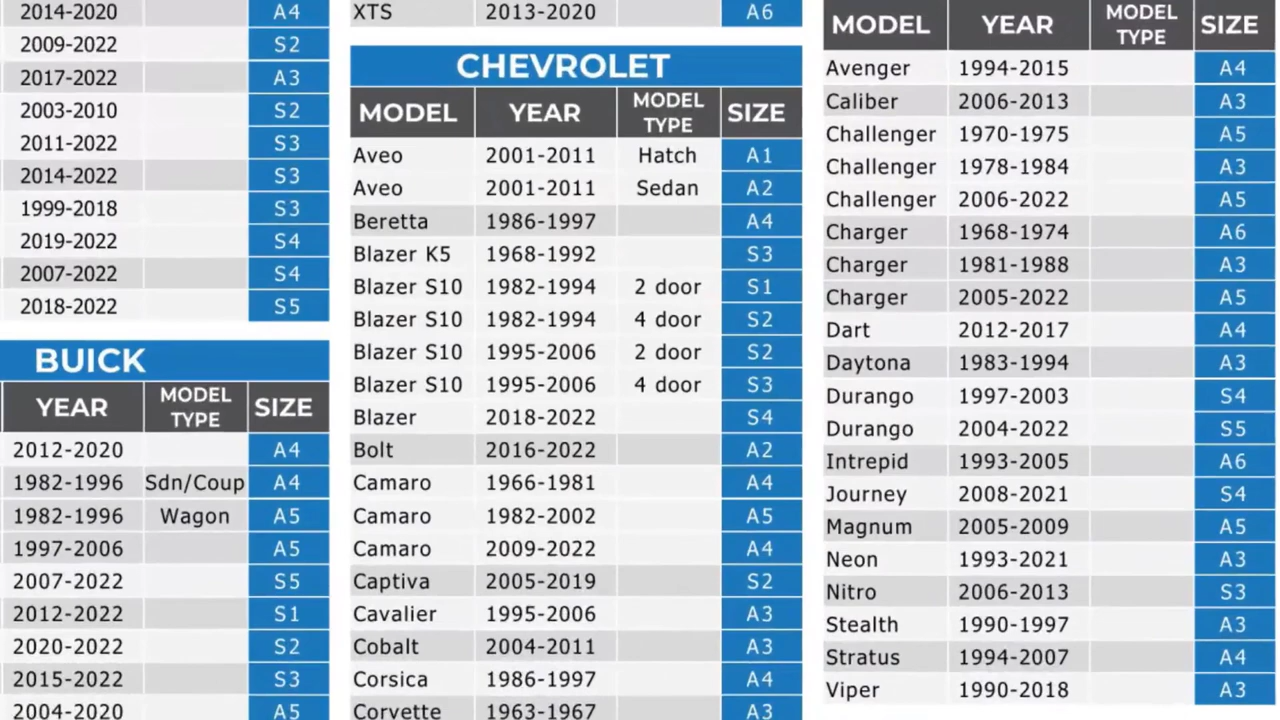 2014-2020 A4
2009-2022 S2
2017-2022 A3
2003-2010 S2
2011-2022 S3
2014-2022 S3
1999-2018 S3
2019-2022 S4
2007-2022 S4
2018-2022 S5
BUICK
YEAR MODEL TYPE SIZE
2012-2020 A4
1982-1996 Sdn/Coup A4
1982-1996 Wagon A5
1997-2006 A5
2007-2022 S5
2012-2022 S1
2020-2022 S2
2015-2022 S3
2004-2020 A5
XTS 2013-2020 A6
CHEVROLET
MODEL YEAR MODEL TYPE SIZE
Aveo 2001-2011 Hatch A1
Aveo 2001-2011 Sedan A2
Beretta 1986-1997 A4
Blazer K5 1968-1992 S3
Blazer S10 1982-1994 2 door S1
Blazer S10 1982-1994 4 door S2
Blazer S10 1995-2006 2 door S2
Blazer S10 1995-2006 4 door S3
Blazer 2018-2022 S4
Bolt 2016-2022 A2
Camaro 1966-1981 A4
Camaro 1982-2002 A5
Camaro 2009-2022 A4
Captiva 2005-2019 S2
Cavalier 1995-2006 A3
Cobalt 2004-2011 A3
Corsica 1986-1997 A4
Corvette 1963-1967 A3
MODEL YEAR MODEL TYPE SIZE
Avenger 1994-2015 A4
Caliber 2006-2013 A3
Challenger 1970-1975 A5
Challenger 1978-1984 A3
Challenger 2006-2022 A5
Charger 1968-1974 A6
Charger 1981-1988 A3
Charger 2005-2022 A5
Dart 2012-2017 A4
Daytona 1983-1994 A3
Durango 1997-2003 S4
Durango 2004-2022 S5
Intrepid 1993-2005 A6
Journey 2008-2021 S4
Magnum 2005-2009 A5
Neon 1993-2021 A3
Nitro 2006-2013 S3
Stealth 1990-1997 A3
Stratus 1994-2007 A4
Viper 1990-2018 A3